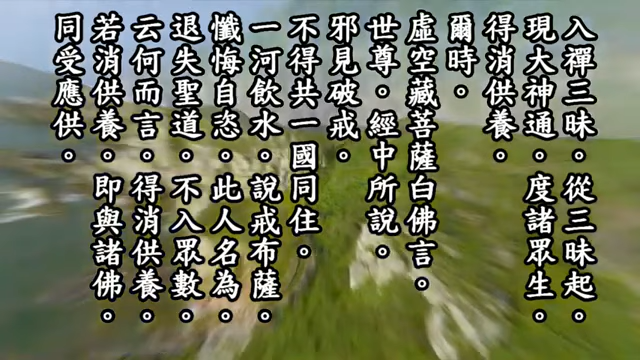 入禪三昧。從三昧起。
現大神通。度諸眾生。
得消供養。
爾時。
虛空藏菩薩白佛言。
世尊。經中所說。
邪見破戒。
不得共一國同住。
一河飲水。說戒布薩。
懺悔自恣。此人名為。
退失聖道。不入眾數。
云何而言。得消供養。
若消供養。即與諸佛。
同受應供。